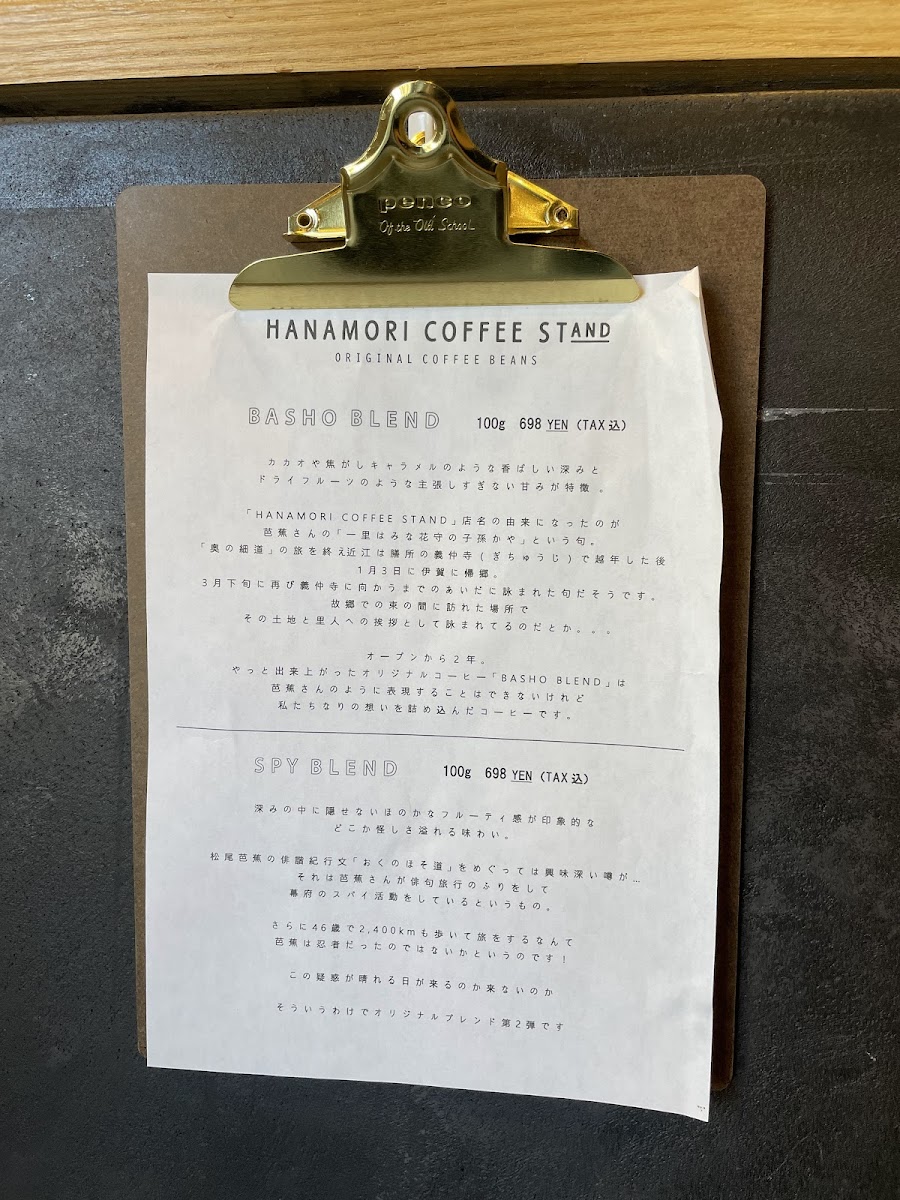 penco
Of the Old School
HANAMORI COFFEE STAND
ORIGINAL COFFEE BEANS
BASHO BLEND 100g 698 YEN (TAX込)
カカオや焦がしキャラメルのような香ばしい深みと
ドライフルーツのような主張しすぎない甘みが特徴。
「HANAMORI COFFEE STAND」店名の由来になったのが
芭蕉さんの「一里はみな花守の子孫かや」という句。
「奥の細道」の旅を終え近江は膳所の義仲寺(ぎちゅうじ)で越年した後
1月3日に伊賀に帰郷。
3月下旬に再び義仲寺に向かうまでのあいだに詠まれた句だそうです。
故郷での束の間に訪れた場所で
その土地と里人への挨拶として詠まれてるのだとか。。。
オープンから2年。
やっと出来上がったオリジナルコーヒー「BASHO BLEND」は
芭蕉さんのように表現することはできないけれど
私たちなりの想いを詰め込んだコーヒーです。
SPY BLEND 100g 698 YEN (TAX込)
深みの中に隠せないほのかなフルーティ感が印象的な
どこか怪しさ溢れる味わい。
松尾芭蕉の俳諧紀行文「おくのほそ道」をめぐっては興味深い噂が...
それは芭蕉さんが俳句旅行のふりをして
幕府のスパイ活動をしているというもの。
さらに46歳で2,400kmも歩いて旅をするなんて
芭蕉は忍者だったのではないかというのです!
この疑惑が晴れる日が来るのか来ないのか
そういうわけでオリジナルブレンド第2弾です